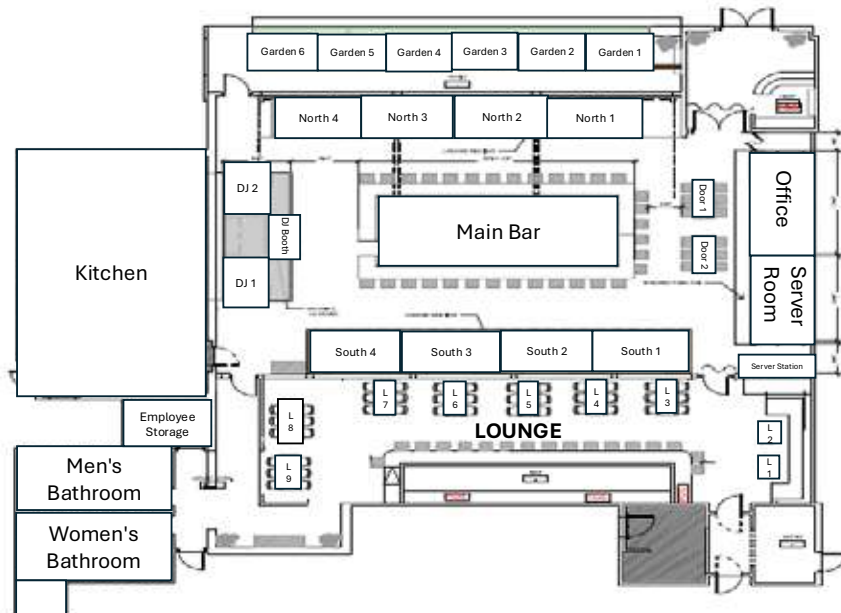 Garden 6
Garden 5
Garden 4
Garden 3
Garden 2
Garden 1
North 4
North 3
North 2
North 1
DJ 2
DJ Booth
DJ 1
Main Bar
Door 1
Door 2
Office
Server
Room
Kitchen
South 4
South 3
South 2
South 1
Server Station
L
7
L
6
L
5
L
4
L
3
L
8
LOUNGE
L
2
L
9
L
1
Employee
Storage
Men's
Bathroom
Women's
Bathroom